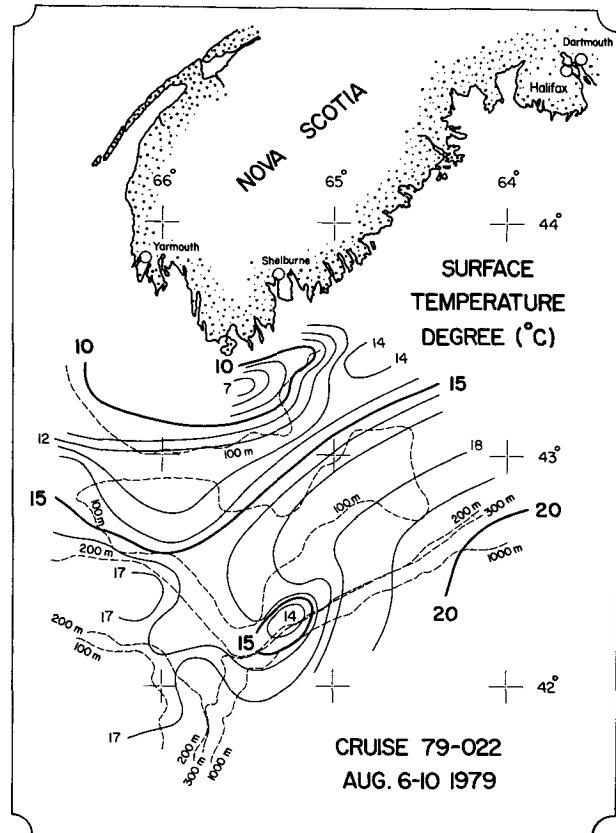 Dartmouth
Halifax
NOVA SCOTIA
66°
65°
64°
44°
Yarmouth
Shelburne
SURFACE
TEMPERATURE
DEGREE (°C)
10
10
14
14
7
15
12
100 m
18
43°
15
100 m
100 m
200 m
300 m
20
200 m
1000 m
17
17
14
20
15
200 m
100 m
42°
17
200 m
300 m
1000 m
CRUISE 79-022
AUG. 6-10 1979